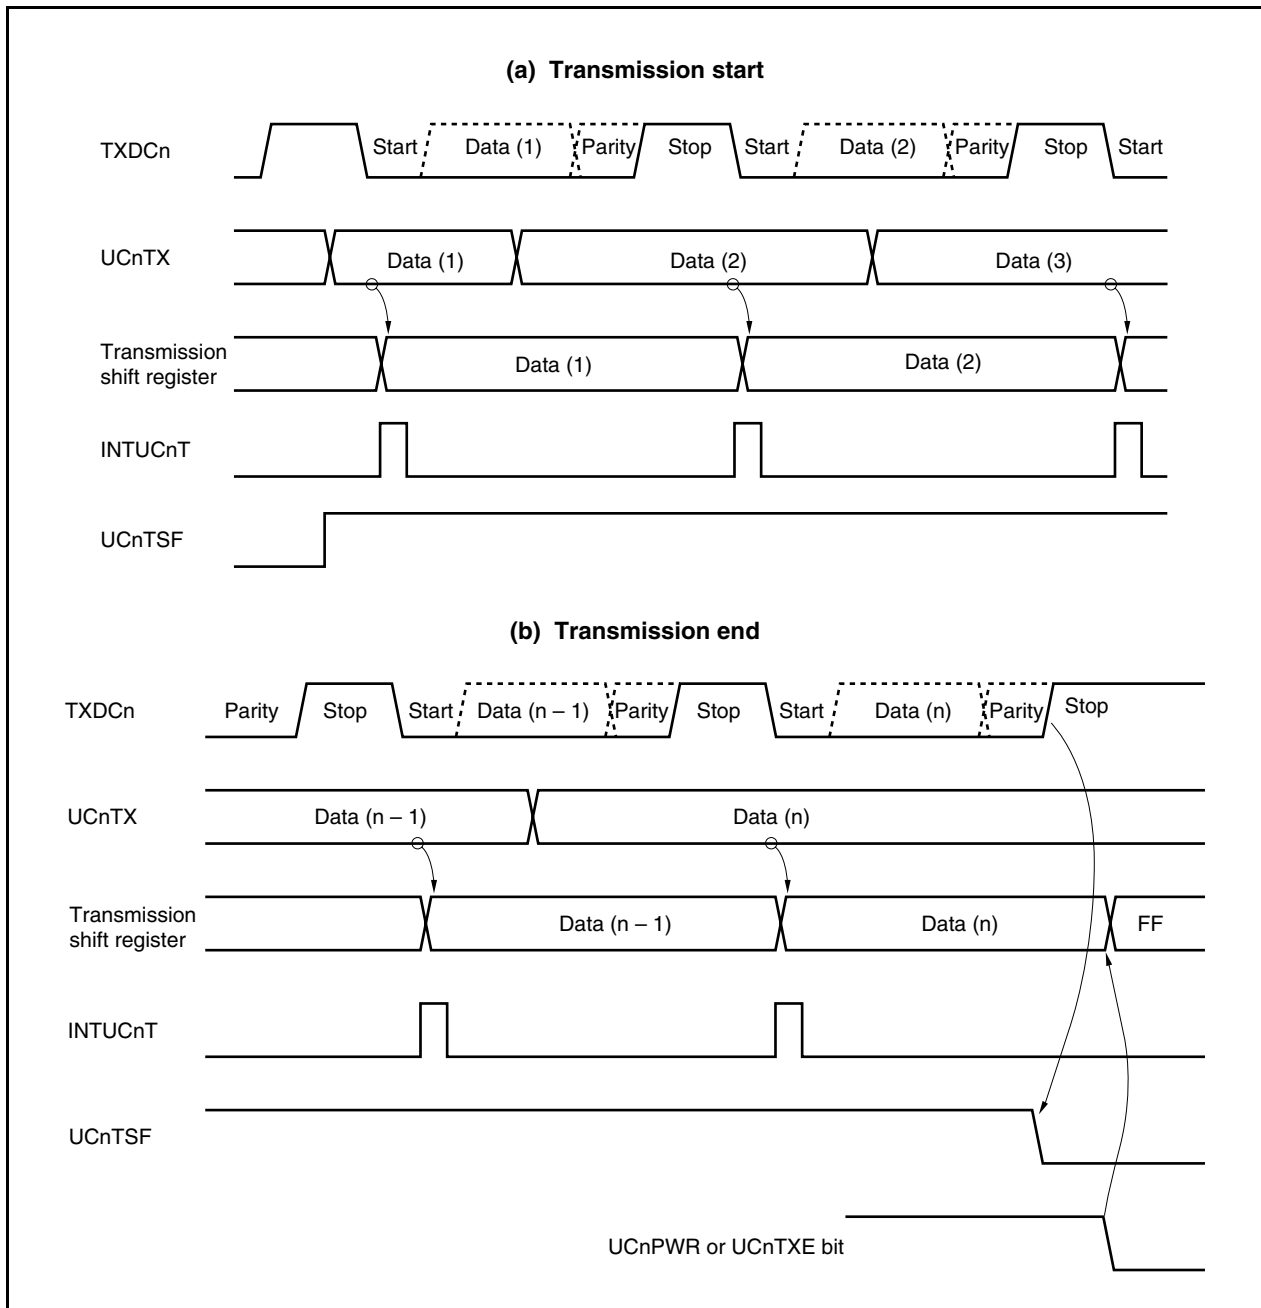 (a) Transmission start
TXDCn
Start Data (1) Parity Stop Start Data (2) Parity Stop Start
UCnTX
Data (1) Data (2) Data (3)
Transmission
shift register
Data (1) Data (2)
INTUCnT
UCnTSF
(b) Transmission end
TXDCn
Parity Stop Start Data (n – 1) Parity Stop Start Data (n) Parity Stop
UCnTX
Data (n – 1) Data (n)
Transmission
shift register
Data (n – 1) Data (n) FF
INTUCnT
UCnTSF
UCnPWR or UCnTXE bit